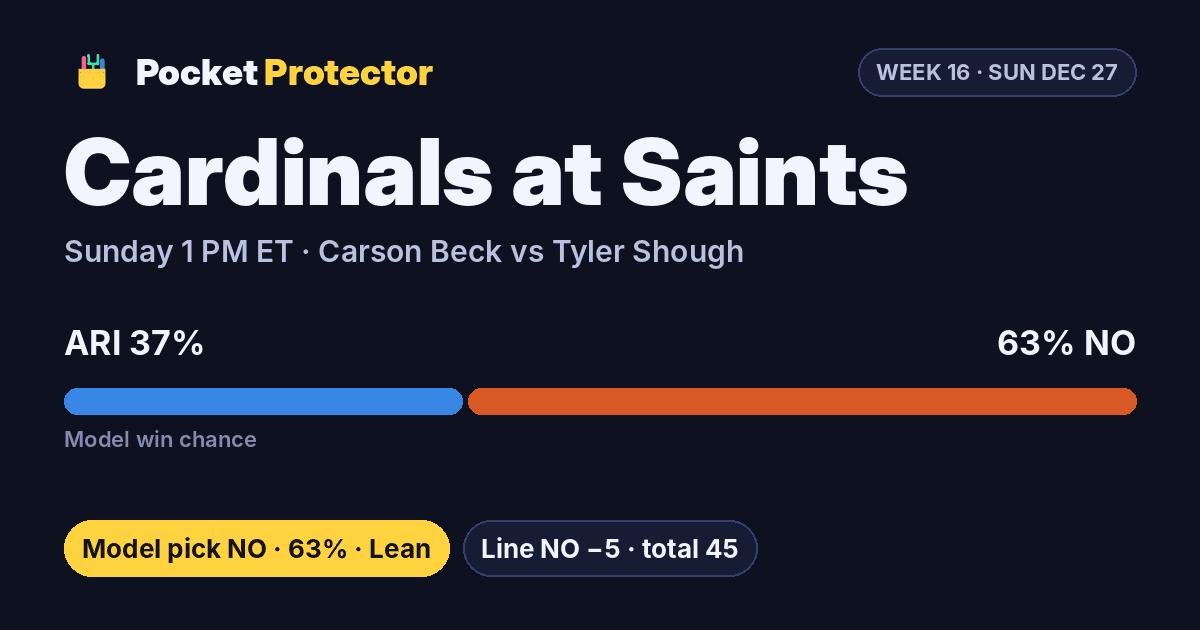 Pocket Protector
WEEK 16 · SUN DEC 27
Cardinals at Saints
Sunday 1 PM ET · Carson Beck vs Tyler Shough
ARI 37%
63% NO
Model win chance
Model pick NO · 63% · Lean
Line NO −5 · total 45